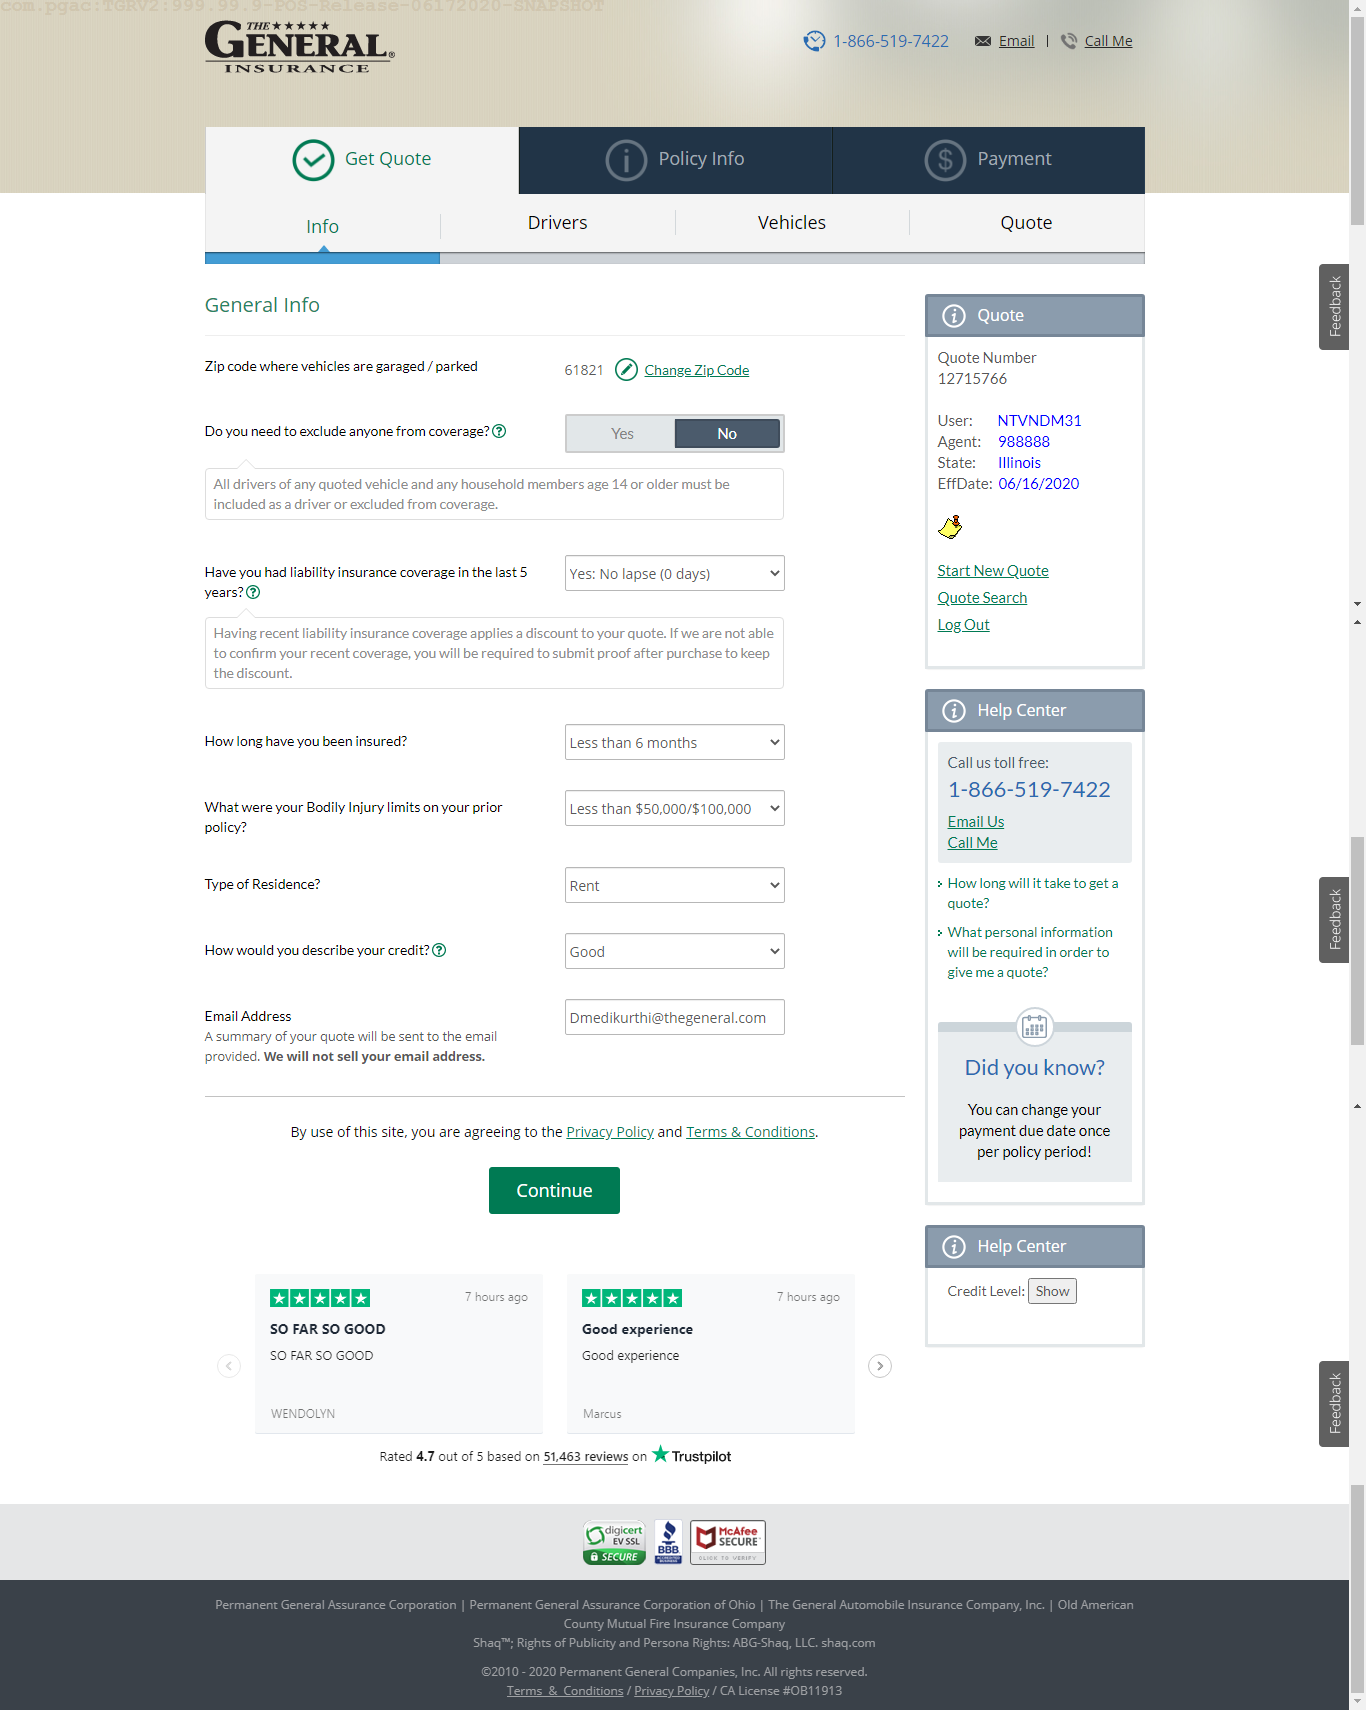 com.pgac:TGRV2:999.99.9-POS-Release-06172020-SNAPSHOT
THE
GENERAL®
INSURANCE
1-866-519-7422
Email | Call Me
Get Quote
Policy Info
Payment
Info
Drivers
Vehicles
Quote
General Info
Zip code where vehicles are garaged / parked
61821 Change Zip Code
Do you need to exclude anyone from coverage?
Yes No
All drivers of any quoted vehicle and any household members age 14 or older must be
included as a driver or excluded from coverage.
Have you had liability insurance coverage in the last 5
years?
Yes: No lapse (0 days)
Having recent liability insurance coverage applies a discount to your quote. If we are not able
to confirm your recent coverage, you will be required to submit proof after purchase to keep
the discount.
How long have you been insured?
Less than 6 months
What were your Bodily Injury limits on your prior
policy?
Less than $50,000/$100,000
Type of Residence?
Rent
How would you describe your credit?
Good
Email Address
Dmedikurthi@thegeneral.com
A summary of your quote will be sent to the email
provided. We will not sell your email address.
By use of this site, you are agreeing to the Privacy Policy and Terms & Conditions.
Continue
7 hours ago
SO FAR SO GOOD
SO FAR SO GOOD
WENDOLYN
7 hours ago
Good experience
Good experience
Marcus
Rated 4.7 out of 5 based on 51,463 reviews on Trustpilot
Quote
Quote Number
12715766
User: NTVNDM31
Agent: 988888
State: Illinois
EffDate: 06/16/2020
Start New Quote
Quote Search
Log Out
Help Center
Call us toll free:
1-866-519-7422
Email Us
Call Me
How long will it take to get a
quote?
What personal information
will be required in order to
give me a quote?
Did you know?
You can change your
payment due date once
per policy period!
Help Center
Credit Level: Show
Feedback
Feedback
Feedback
digicert
EV SSL
SECURE
BBB
ACCREDITED
BUSINESS
McAfee
SECURE
CLICK TO VERIFY
Permanent General Assurance Corporation | Permanent General Assurance Corporation of Ohio | The General Automobile Insurance Company, Inc. | Old American
County Mutual Fire Insurance Company
Shaq™; Rights of Publicity and Persona Rights: ABG-Shaq, LLC. shaq.com
©2010 - 2020 Permanent General Companies, Inc. All rights reserved.
Terms & Conditions / Privacy Policy / CA License #OB11913